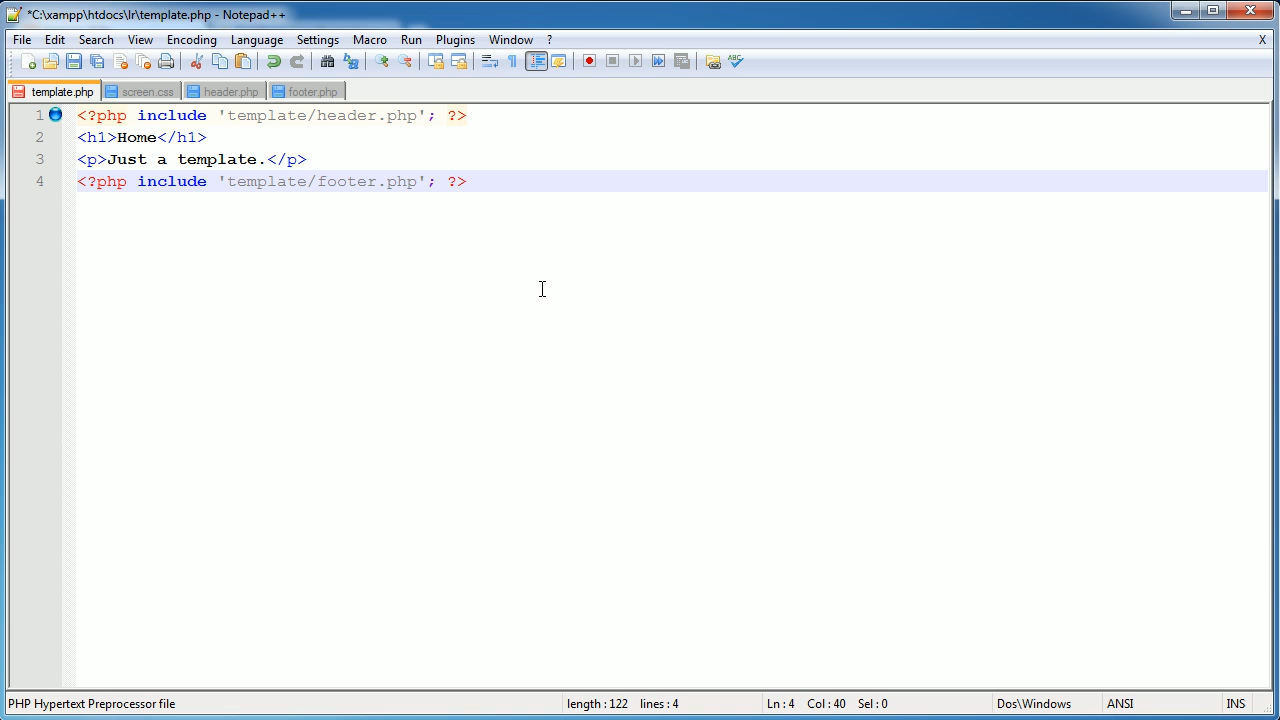 *C:\xampp\htdocs\lr\template.php - Notepad++
File Edit Search View Encoding Language Settings Macro Run Plugins Window ? X
template.php screen.css header.php footer.php
1 <?php include 'template/header.php'; ?>
2 <h1>Home</h1>
3 <p>Just a template.</p>
4 <?php include 'template/footer.php'; ?>
PHP Hypertext Preprocessor file length : 122 lines : 4 Ln : 4 Col : 40 Sel : 0 Dos\Windows ANSI INS